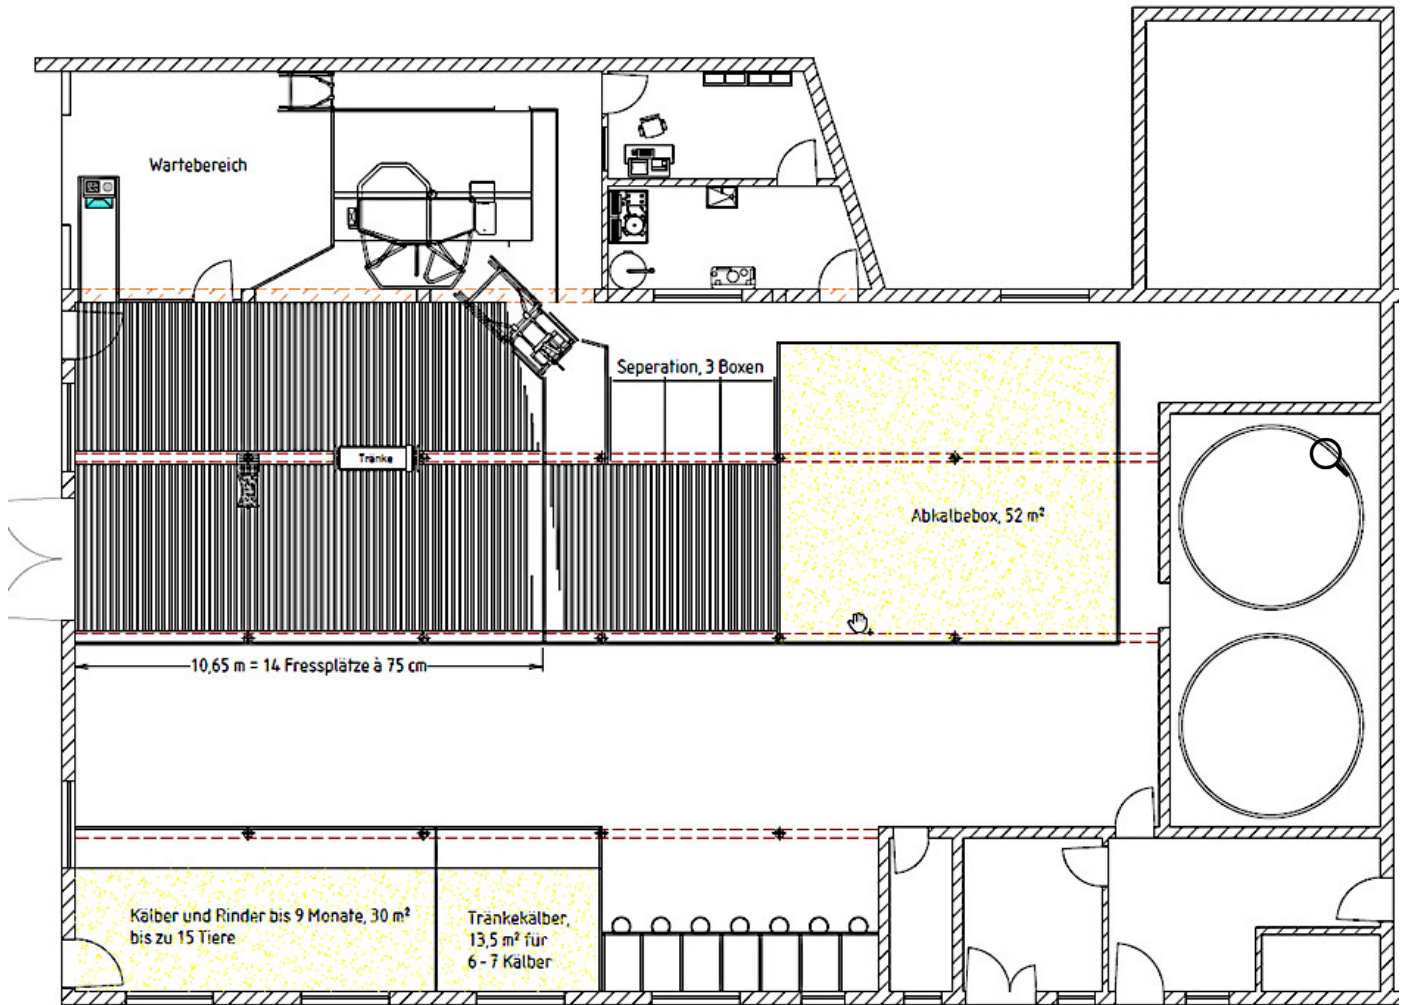 Wartebereich
Seperation, 3 Boxen
Tränke
Abkalbebox, 52 m²
10,65 m = 14 Fressplätze à 75 cm
Kälber und Rinder bis 9 Monate, 30 m²
bis zu 15 Tiere
Tränkekälber,
13,5 m² für
6 - 7 Kälber